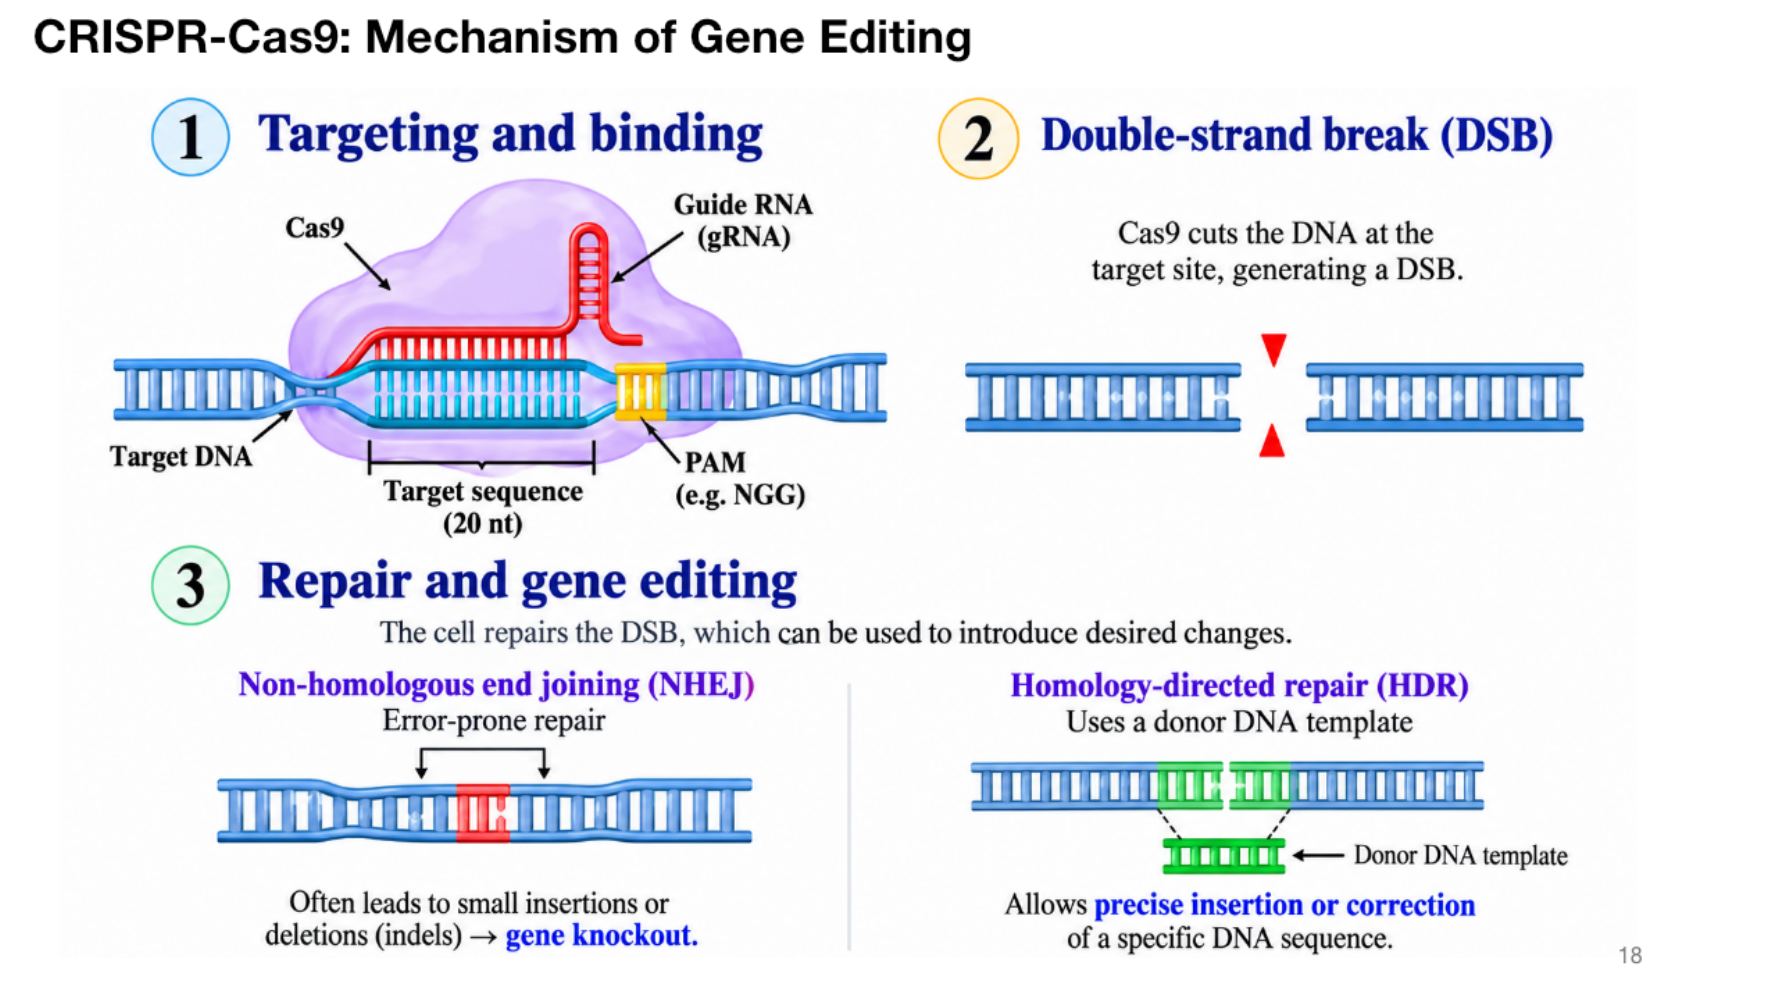 CRISPR-Cas9: Mechanism of Gene Editing
1 Targeting and binding
Cas9
Guide RNA
(gRNA)
Target DNA
Target sequence
(20 nt)
PAM
(e.g. NGG)
2 Double-strand break (DSB)
Cas9 cuts the DNA at the
target site, generating a DSB.
3 Repair and gene editing
The cell repairs the DSB, which can be used to introduce desired changes.
Non-homologous end joining (NHEJ)
Error-prone repair
Often leads to small insertions or
deletions (indels) → gene knockout.
Homology-directed repair (HDR)
Uses a donor DNA template
Donor DNA template
Allows precise insertion or correction
of a specific DNA sequence.
18